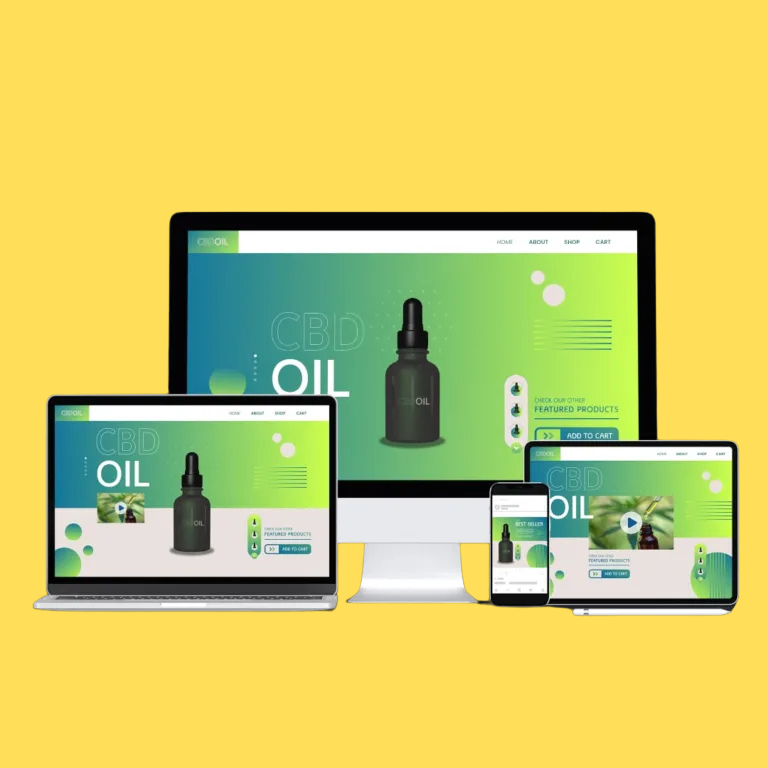 CBDOIL
HOME ABOUT SHOP CART
CBD
OIL
OIL
CHECK OUR OTHER
FEATURED PRODUCTS
ADD TO CART
CBDOIL
HOME ABOUT SHOP CART
CBD
OIL
OIL
CHECK OUR OTHER
FEATURED PRODUCTS
ADD TO CART
BEST SELLER
CBDOIL
HOME ABOUT SHOP CART
CBD
OIL
CHECK OUR OTHER
FEATURED PRODUCTS
ADD TO CART